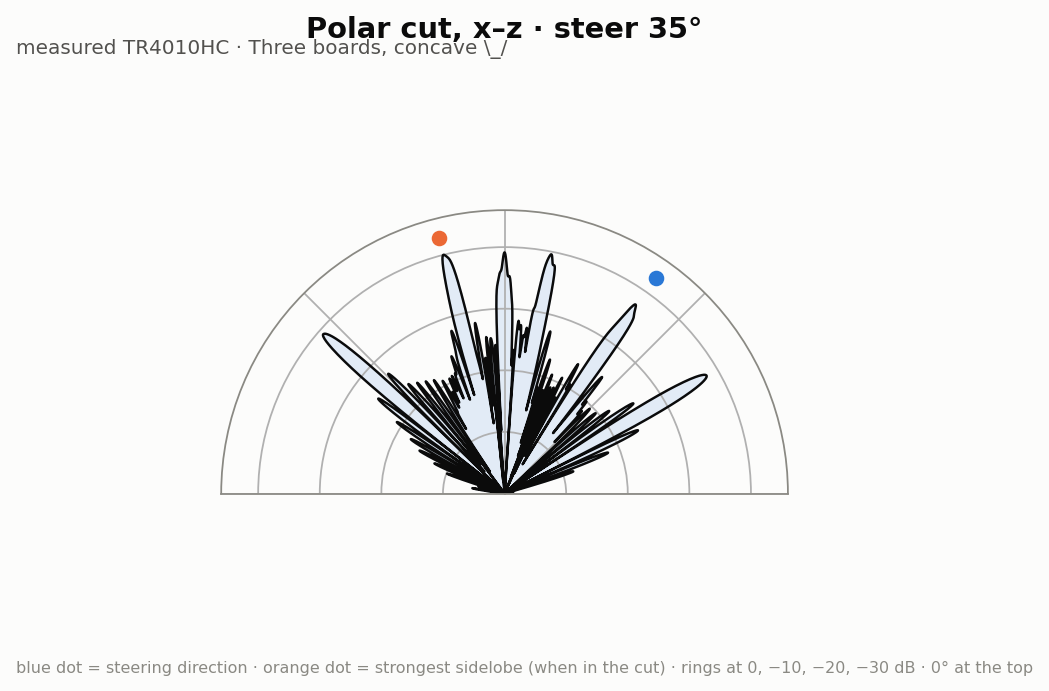 Polar cut, x–z · steer 35°
measured TR4010HC · Three boards, concave \_/
blue dot = steering direction · orange dot = strongest sidelobe (when in the cut) · rings at 0, −10, −20, −30 dB · 0° at the top